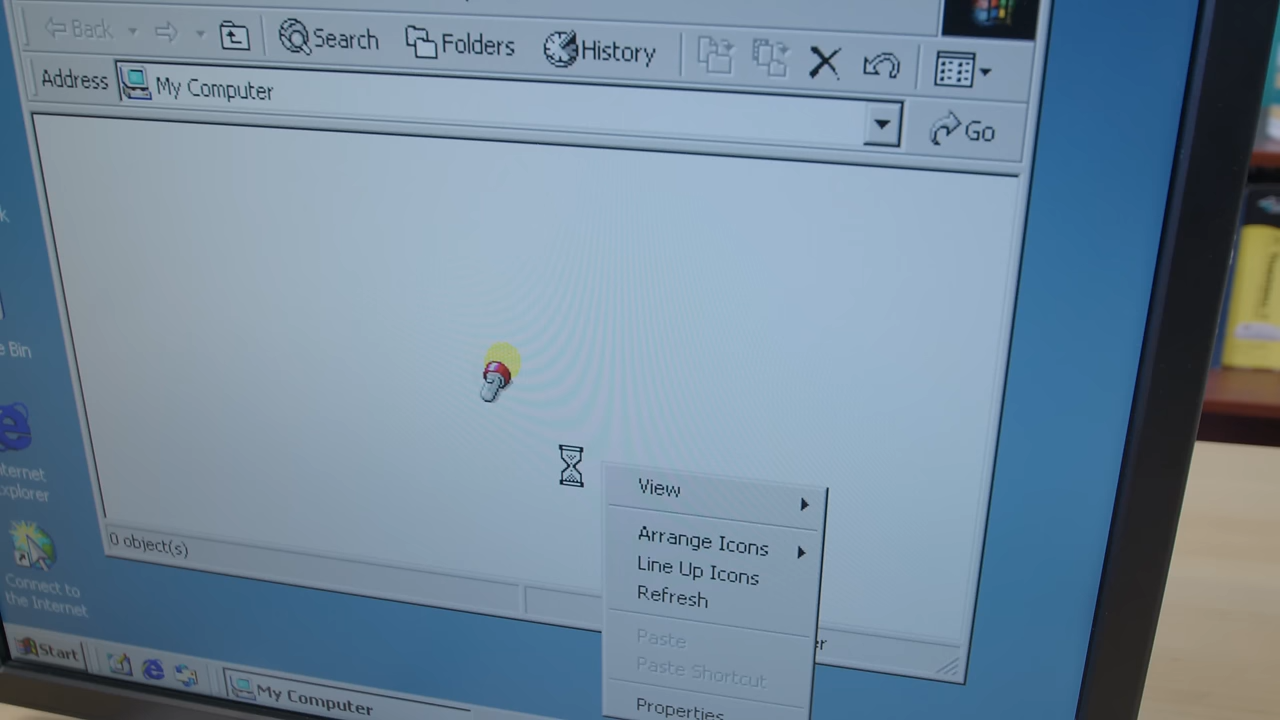 Back
Search
Folders
History
Address
My Computer
Go
View
Arrange Icons
Line Up Icons
Refresh
Paste
Paste Shortcut
Properties
0 object(s)
Bin
Internet
Explorer
Connect to
the Internet
Start
My Computer